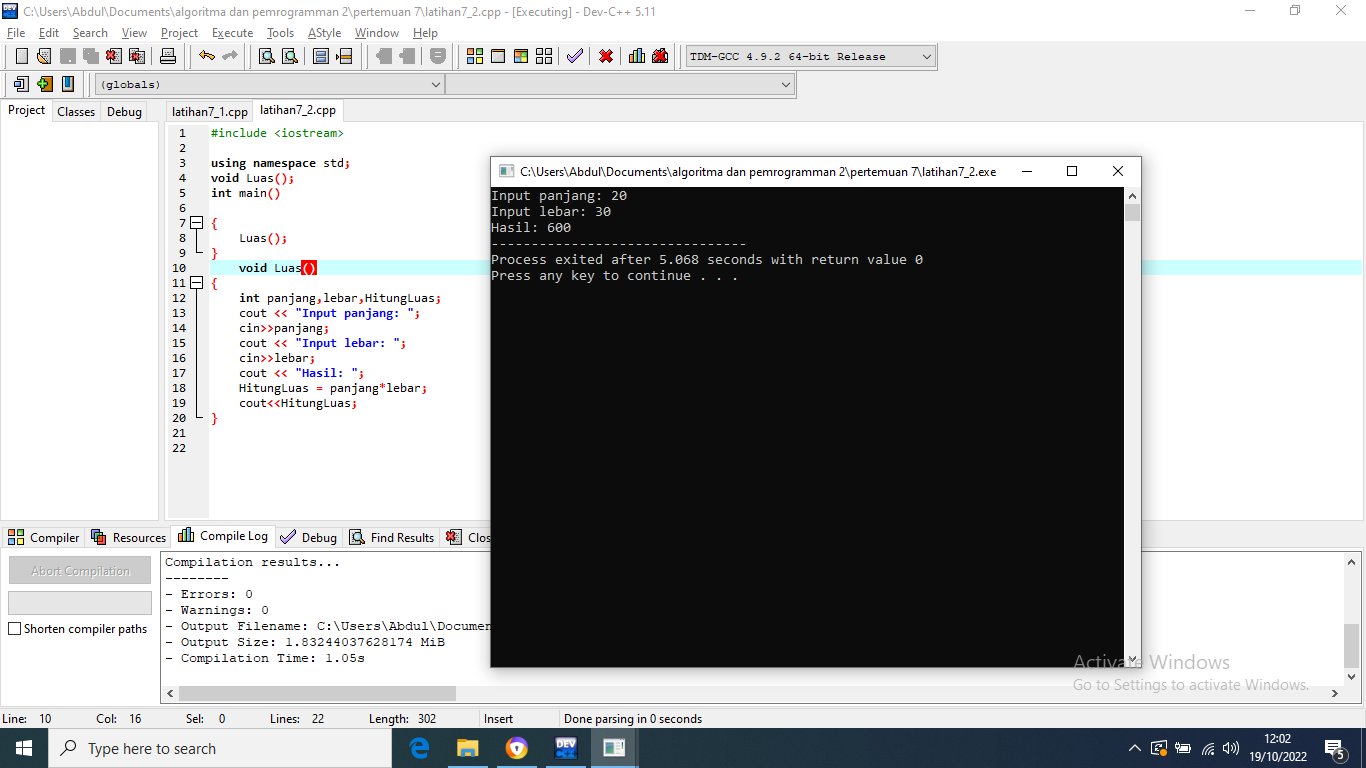 C:\Users\Abdul\Documents\algoritma dan pemrogramman 2\pertemuan 7\latihan7_2.cpp - [Executing] - Dev-C++ 5.11
File Edit Search View Project Execute Tools AStyle Window Help
TDM-GCC 4.9.2 64-bit Release
(globals)
Project Classes Debug
latihan7_1.cpp latihan7_2.cpp
1 #include <iostream>
2
3 using namespace std;
4 void Luas();
5 int main()
6
7 {
8 Luas();
9 }
10 void Luas()
11 {
12 int panjang,lebar,HitungLuas;
13 cout << "Input panjang: ";
14 cin>>panjang;
15 cout << "Input lebar: ";
16 cin>>lebar;
17 cout << "Hasil: ";
18 HitungLuas = panjang*lebar;
19 cout<<HitungLuas;
20 }
21
22
C:\Users\Abdul\Documents\algoritma dan pemrogramman 2\pertemuan 7\latihan7_2.exe
Input panjang: 20
Input lebar: 30
Hasil: 600
--------------------------------
Process exited after 5.068 seconds with return value 0
Press any key to continue . . .
Compiler Resources Compile Log Debug Find Results Clos
Abort Compilation
Shorten compiler paths
Compilation results...
--------
- Errors: 0
- Warnings: 0
- Output Filename: C:\Users\Abdul\Documen
- Output Size: 1.83244037628174 MiB
- Compilation Time: 1.05s
Activate Windows
Go to Settings to activate Windows.
Line: 10 Col: 16 Sel: 0 Lines: 22 Length: 302 Insert Done parsing in 0 seconds
Type here to search
DEV
12:02
19/10/2022
5